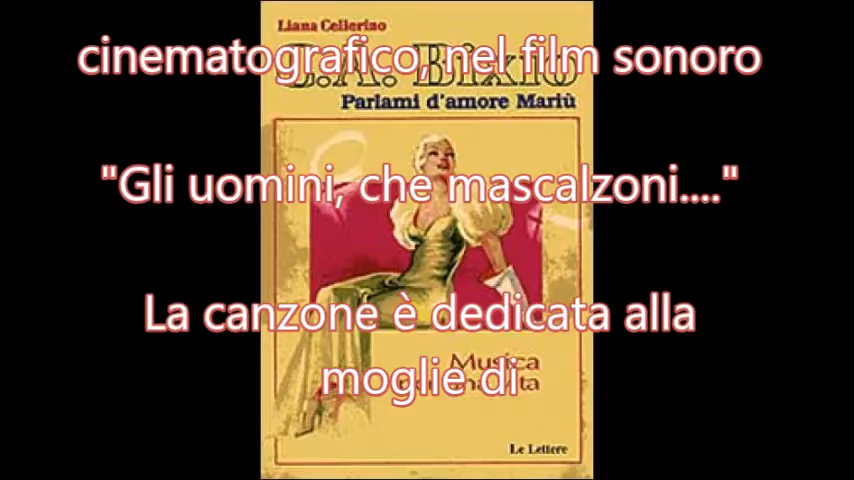 Liana Cellerino
cinematografico, nel film sonoro
C.A. Bixio
Parlami d'amore Mariù
"Gli uomini, che mascalzoni...."
La canzone è dedicata alla
Musica
moglie di
Le Lettere